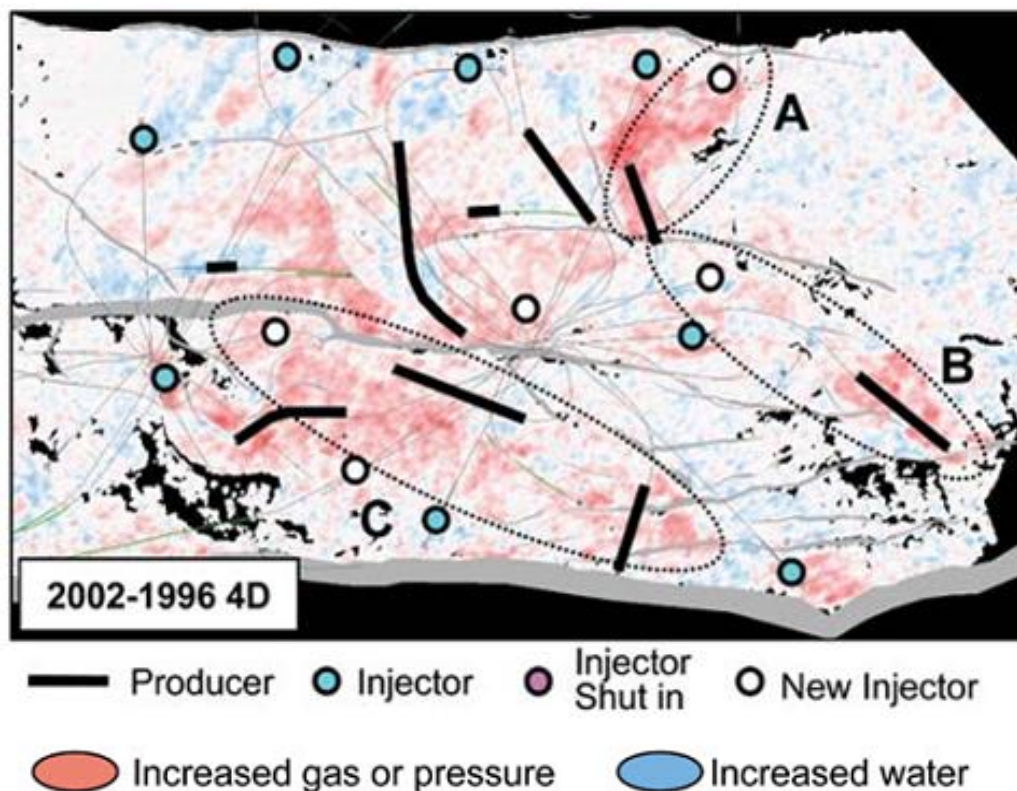 A
B
C
2002-1996 4D
Producer
Injector
Injector
Shut in
New Injector
Increased gas or pressure
Increased water